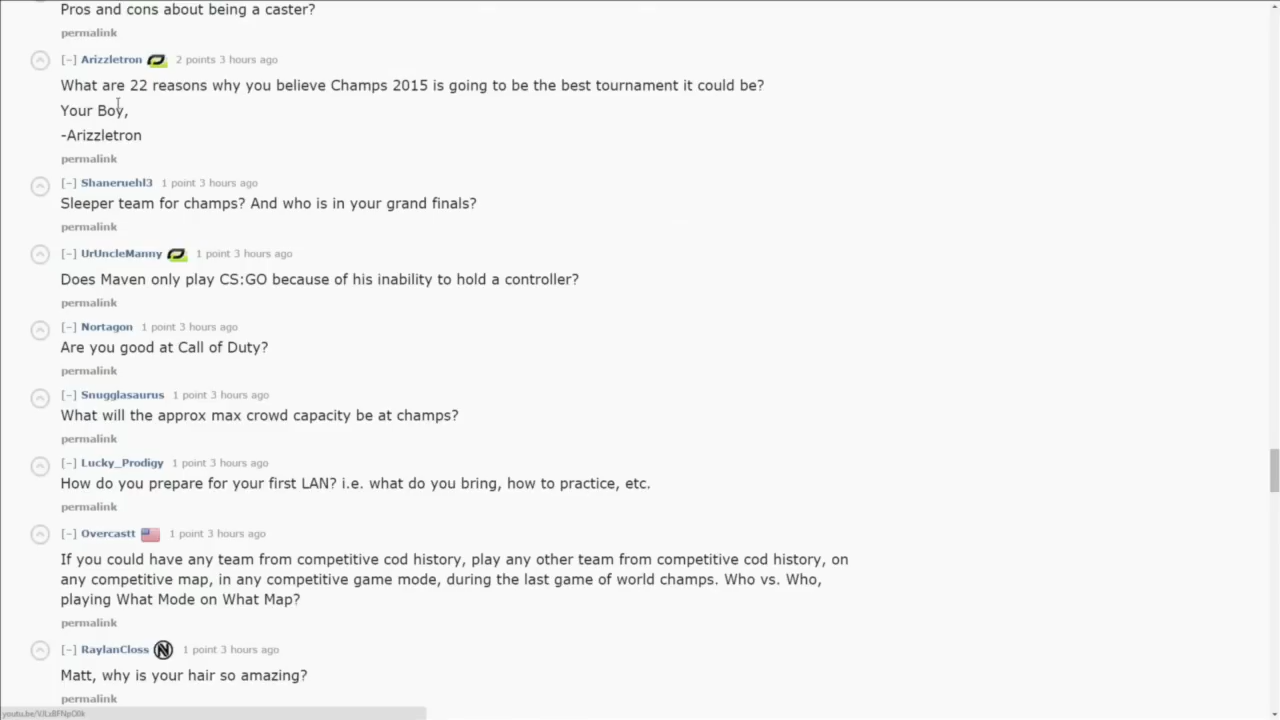 Pros and cons about being a caster?
permalink
[-] Arizzletron 2 points 3 hours ago
What are 22 reasons why you believe Champs 2015 is going to be the best tournament it could be?
Your Boy,
-Arizzletron
permalink
[-] Shaneruehl3 1 point 3 hours ago
Sleeper team for champs? And who is in your grand finals?
permalink
[-] UrUncleManny 1 point 3 hours ago
Does Maven only play CS:GO because of his inability to hold a controller?
permalink
[-] Nortagon 1 point 3 hours ago
Are you good at Call of Duty?
permalink
[-] Snugglasaurus 1 point 3 hours ago
What will the approx max crowd capacity be at champs?
permalink
[-] Lucky_Prodigy 1 point 3 hours ago
How do you prepare for your first LAN? i.e. what do you bring, how to practice, etc.
permalink
[-] Overcastt 1 point 3 hours ago
If you could have any team from competitive cod history, play any other team from competitive cod history, on
any competitive map, in any competitive game mode, during the last game of world champs. Who vs. Who,
playing What Mode on What Map?
permalink
[-] RaylanCloss 1 point 3 hours ago
Matt, why is your hair so amazing?
permalink